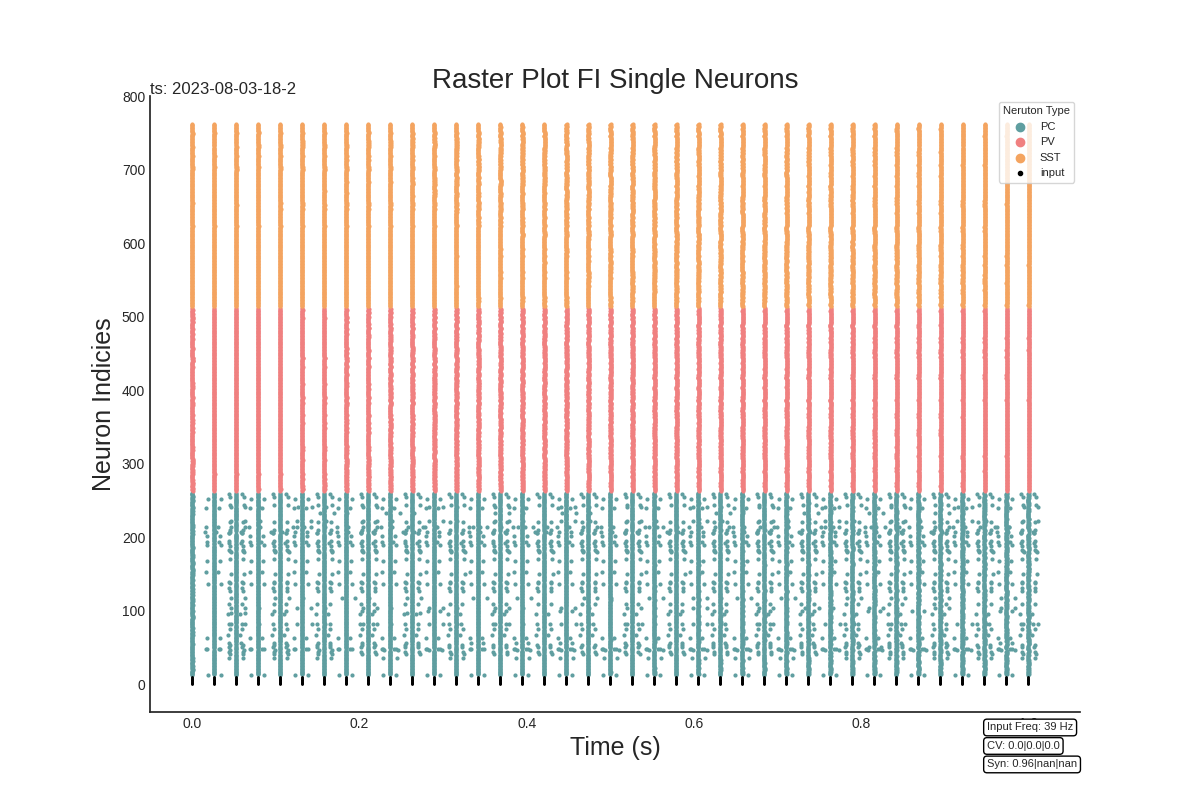 Raster Plot FI Single Neurons
ts: 2023-08-03-18-2
Neruton Type
PC
PV
SST
input
800
700
600
500
400
300
200
100
0
Neuron Indicies
0.0 0.2 0.4 0.6 0.8
Time (s)
Input Freq: 39 Hz
CV: 0.0|0.0|0.0
Syn: 0.96|nan|nan